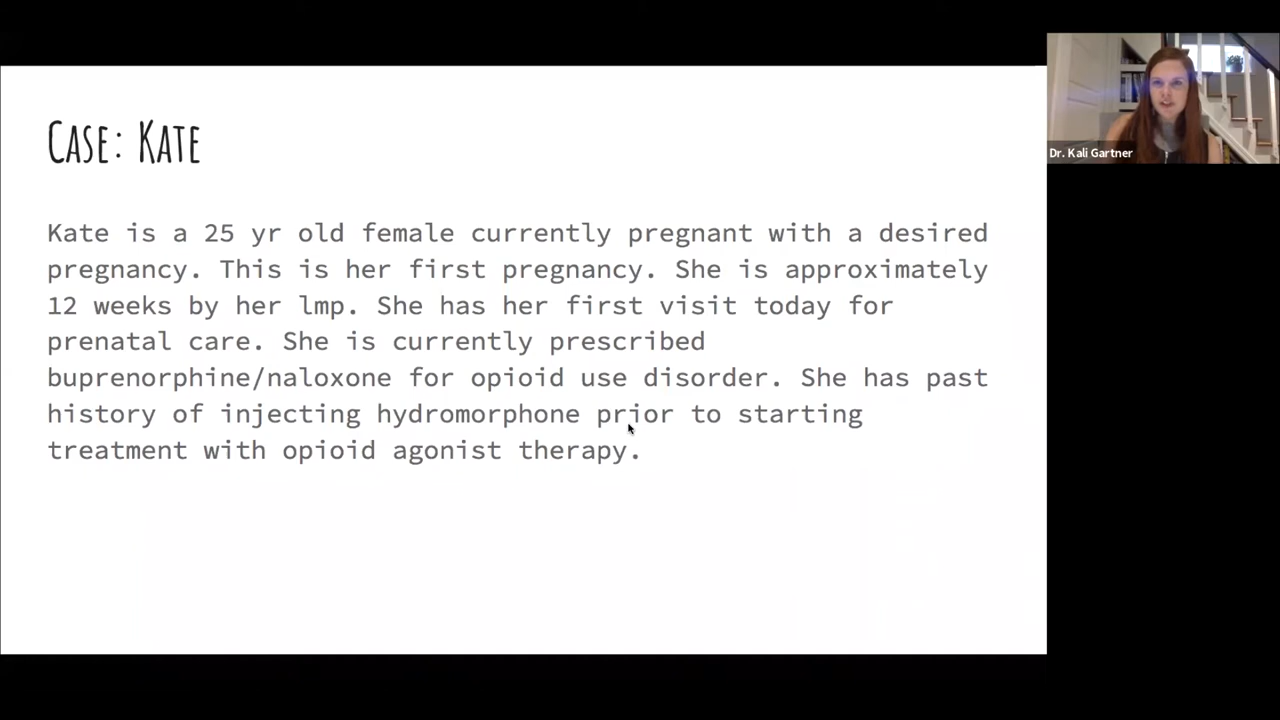 Case: Kate
Kate is a 25 yr old female currently pregnant with a desired
pregnancy. This is her first pregnancy. She is approximately
12 weeks by her lmp. She has her first visit today for
prenatal care. She is currently prescribed
buprenorphine/naloxone for opioid use disorder. She has past
history of injecting hydromorphone prior to starting
treatment with opioid agonist therapy.
Dr. Kali Gartner